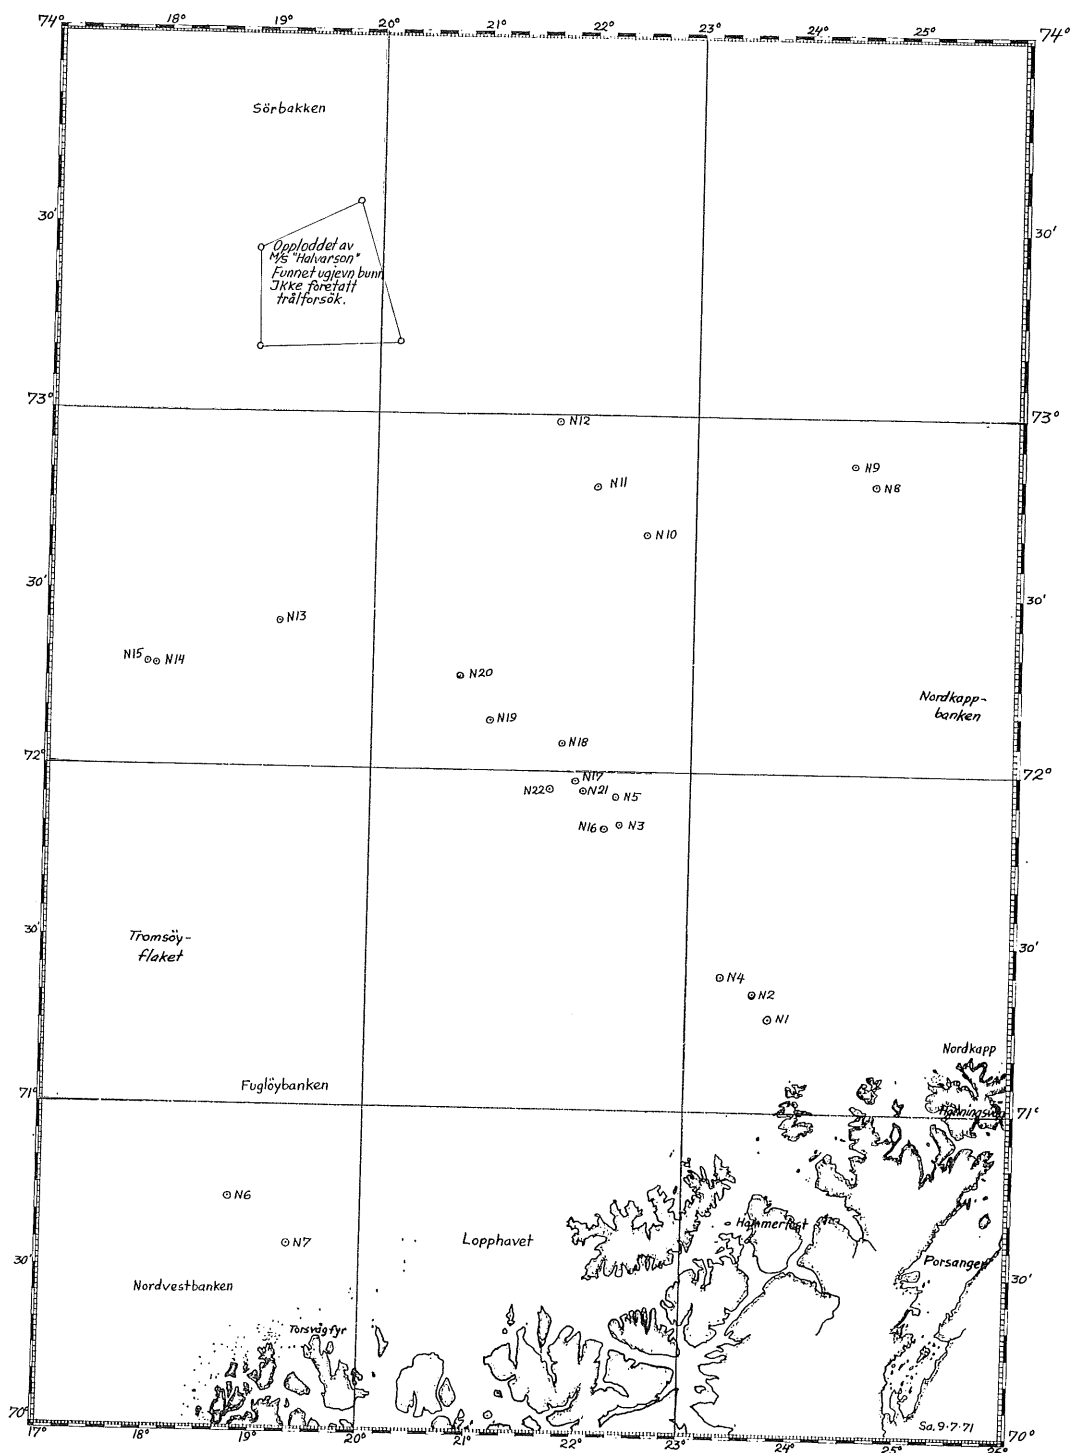 74° 18° 19° 20° 21° 22° 23° 24° 25° 74°
Sörbakken
30' 30'
Opploddet av
M/S "Halvarson"
Funnet ugjevn bunn
Ikke foretatt
trålforsök.
73° 73°
N12
N9
N8
N11
N10
30' 30'
N13
N15 N14
N20
N19
N18
Nordkapp-
banken
72° 72°
N17
N22 N21
N5
N16 N3
30' 30'
Tromsöy-
flaket
N4
N2
N1
Nordkapp
Fuglöybanken
71° 71°
N6
N7
Lopphavet
Hammerfest
30' 30'
Porsangen
Nordvestbanken
Torsvåg fyr
Sa. 9·7·71
70° 70°
17° 18° 19° 20° 21° 22° 23° 24° 25°